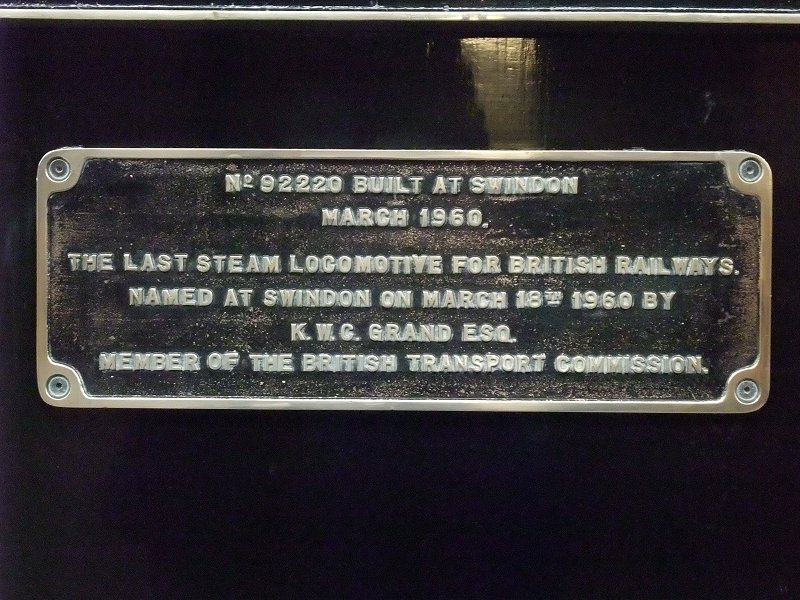 Nº 92220 BUILT AT SWINDON
MARCH 1960.
THE LAST STEAM LOCOMOTIVE FOR BRITISH RAILWAYS.
NAMED AT SWINDON ON MARCH 18TH 1960 BY
K.W.C. GRAND ESQ.
MEMBER OF THE BRITISH TRANSPORT COMMISSION.